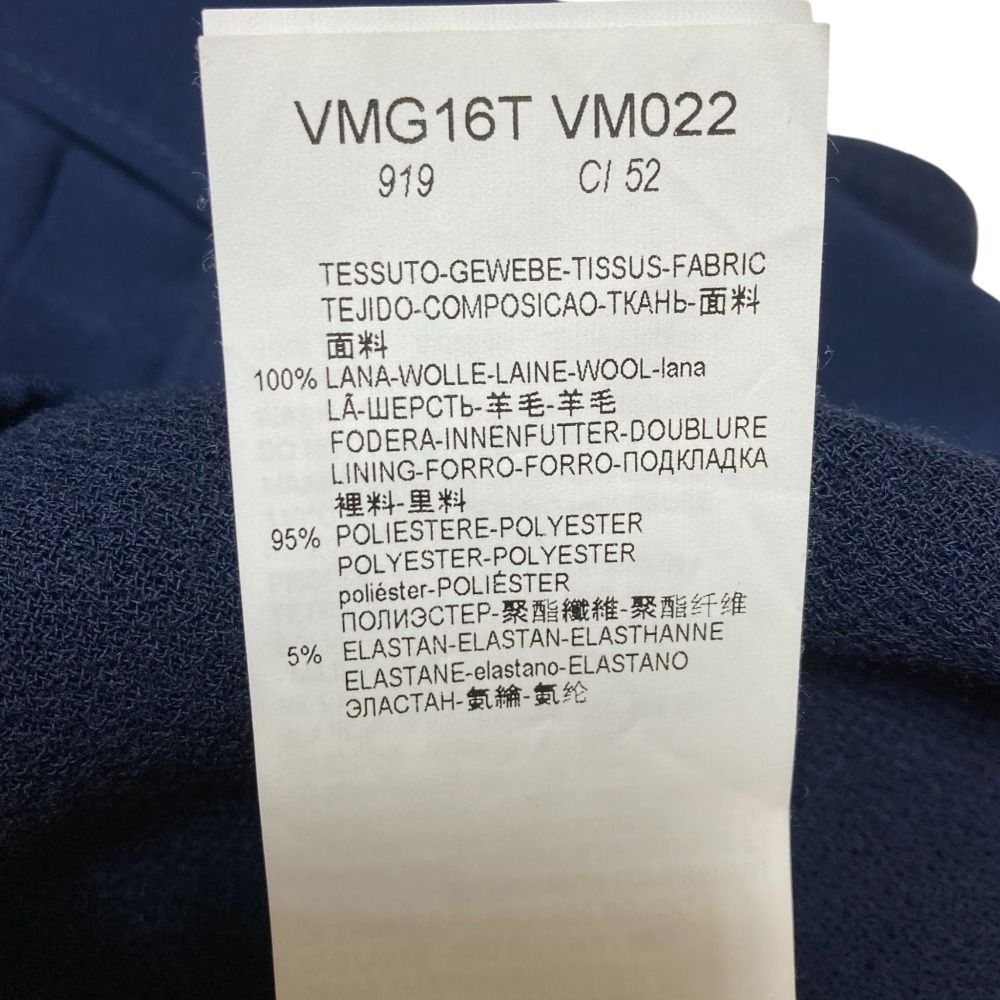 VMG16T VM022
919 CI 52
TESSUTO-GEWEBE-TISSUS-FABRIC
TEJIDO-COMPOSICAO-ТКАНЬ-面料
面料
100% LANA-WOLLE-LAINE-WOOL-lana
LÃ-ШЕРСТЬ-羊毛-羊毛
FODERA-INNENFUTTER-DOUBLURE
LINING-FORRO-FORRO-ПОДКЛАДКА
裡料-里料
95% POLIESTERE-POLYESTER
POLYESTER-POLYESTER
poliéster-POLIÉSTER
ПОЛИЭСТЕР-聚酯纖維-聚酯纤维
5% ELASTAN-ELASTAN-ELASTHANNE
ELASTANE-elastano-ELASTANO
ЭЛАСТАН-氨綸-氨纶